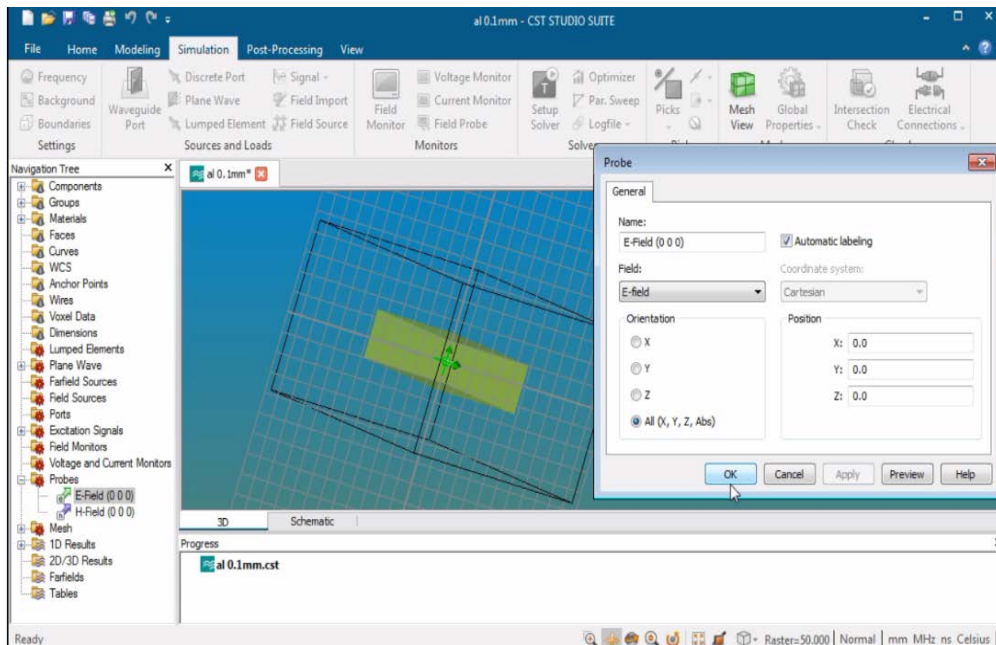 al 0.1mm - CST STUDIO SUITE
File Home Modeling Simulation Post-Processing View
Frequency
Background
Boundaries
Settings
Waveguide
Port
Discrete Port
Plane Wave
Lumped Element
Signal
Field Import
Field Source
Sources and Loads
Field
Monitor
Voltage Monitor
Current Monitor
Field Probe
Monitors
Setup
Solver
Optimizer
Par. Sweep
Logfile
Picks
Mesh
View
Global
Properties
Intersection
Check
Electrical
Connections
Navigation Tree
Components
Groups
Materials
Faces
Curves
WCS
Anchor Points
Wires
Voxel Data
Dimensions
Lumped Elements
Plane Wave
Farfield Sources
Field Sources
Ports
Excitation Signals
Field Monitors
Voltage and Current Monitors
Probes
E-Field (0 0 0)
H-Field (0 0 0)
Mesh
1D Results
2D/3D Results
Farfields
Tables
al 0.1mm*
3D Schematic
Progress
al 0.1mm.cst
Probe
General
Name:
E-Field (0 0 0)
Automatic labeling
Field:
E-field
Coordinate system:
Cartesian
Orientation
X
Y
Z
All (X, Y, Z, Abs)
Position
X: 0.0
Y: 0.0
Z: 0.0
OK Cancel Apply Preview Help
Ready
Raster=50.000 Normal mm MHz ns Celsius